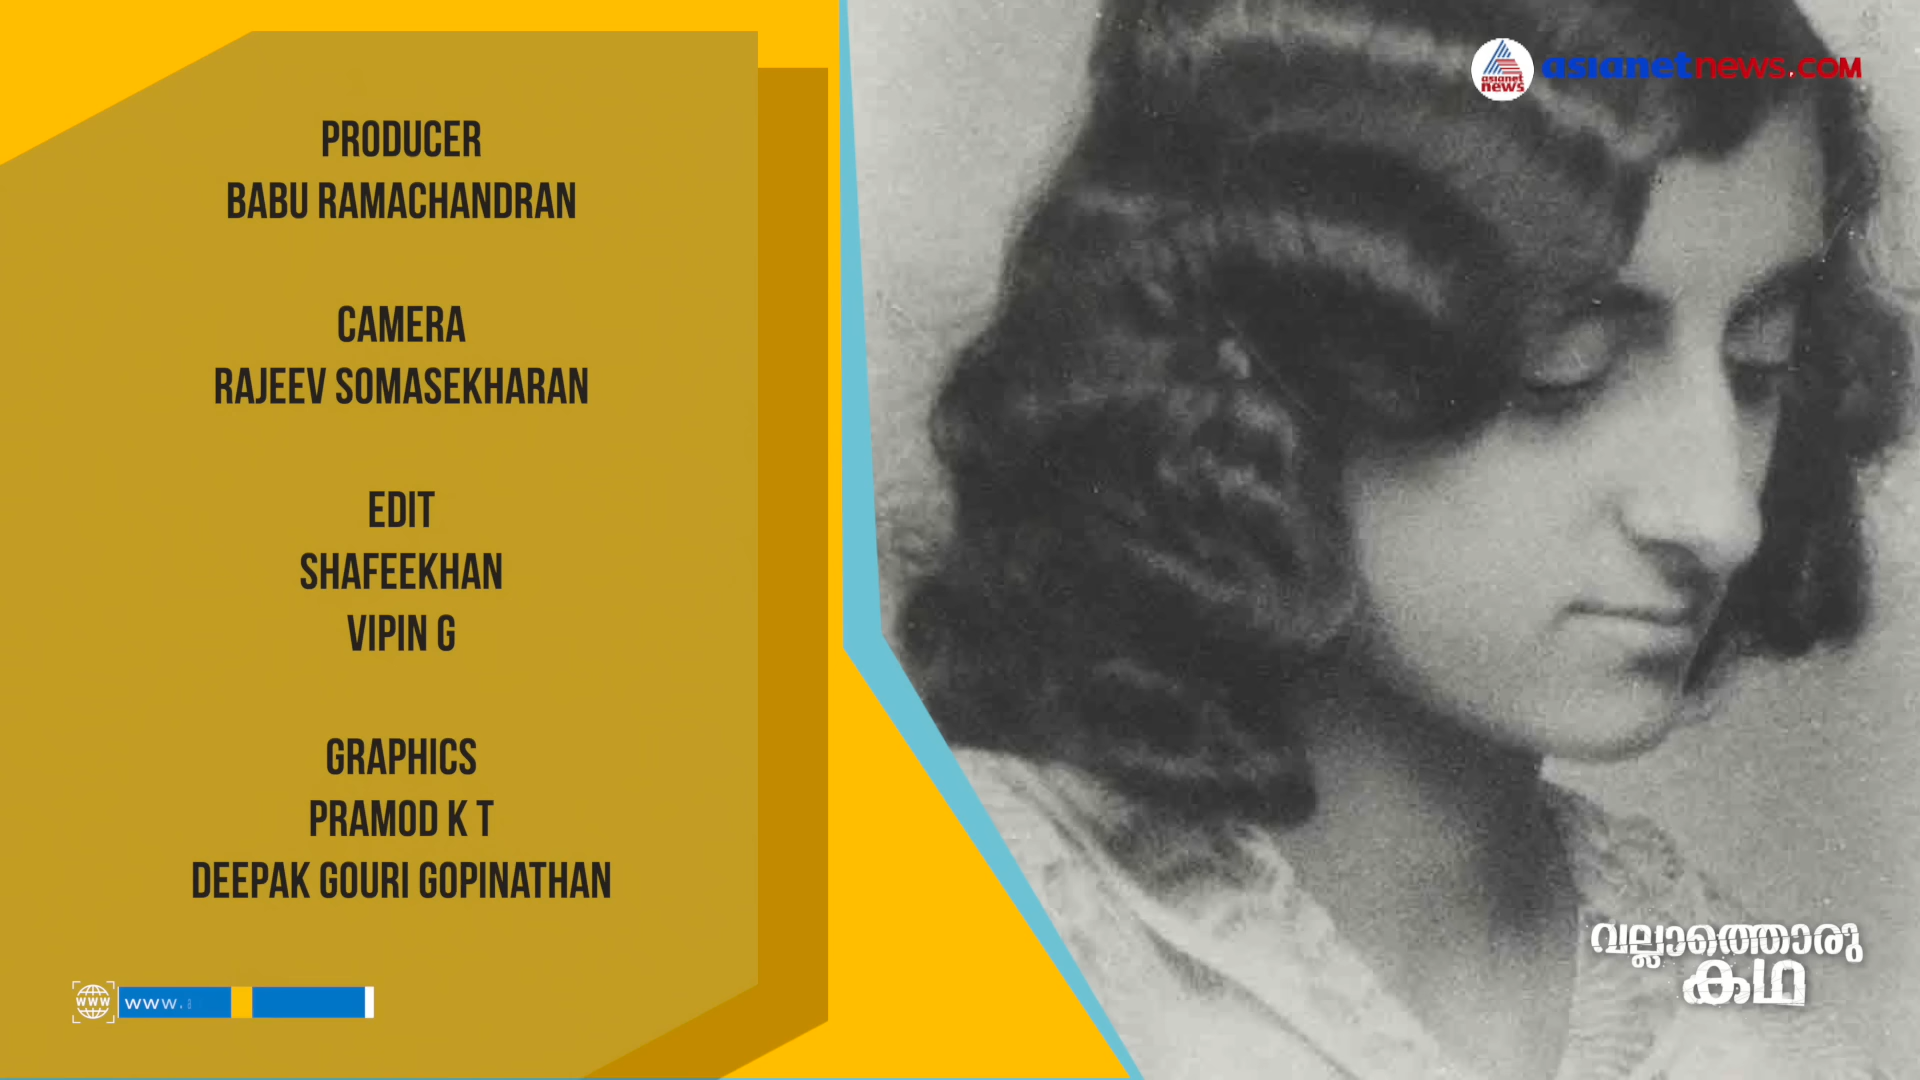 PRODUCER
BABU RAMACHANDRAN
CAMERA
RAJEEV SOMASEKHARAN
EDIT
SHAFEEKHAN
VIPIN G
GRAPHICS
PRAMOD K T
DEEPAK GOURI GOPINATHAN
www
www.
asianet
news
asianetnews.com
വല്ലാത്തൊരു
കഥ